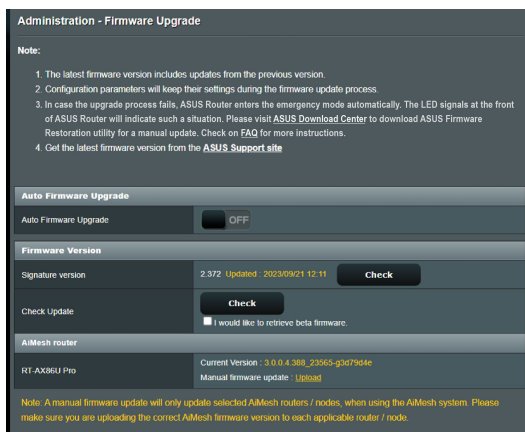 Administration - Firmware Upgrade
Note:
1. The latest firmware version includes updates from the previous version.
2. Configuration parameters will keep their settings during the firmware update process.
3. In case the upgrade process fails, ASUS Router enters the emergency mode automatically. The LED signals at the front
of ASUS Router will indicate such a situation. Please visit ASUS Download Center to download ASUS Firmware
Restoration utility for a manual update. Check on FAQ for more instructions.
4. Get the latest firmware version from the ASUS Support site
Auto Firmware Upgrade
Auto Firmware Upgrade OFF
Firmware Version
Signature version 2.372 Updated : 2023/09/21 12:11 Check
Check Update Check
I would like to retrieve beta firmware.
AiMesh router
RT-AX86U Pro Current Version : 3.0.0.4.388_23565-g3d79d4e
Manual firmware update : Upload
Note: A manual firmware update will only update selected AiMesh routers / nodes, when using the AiMesh system. Please
make sure you are uploading the correct AiMesh firmware version to each applicable router / node.